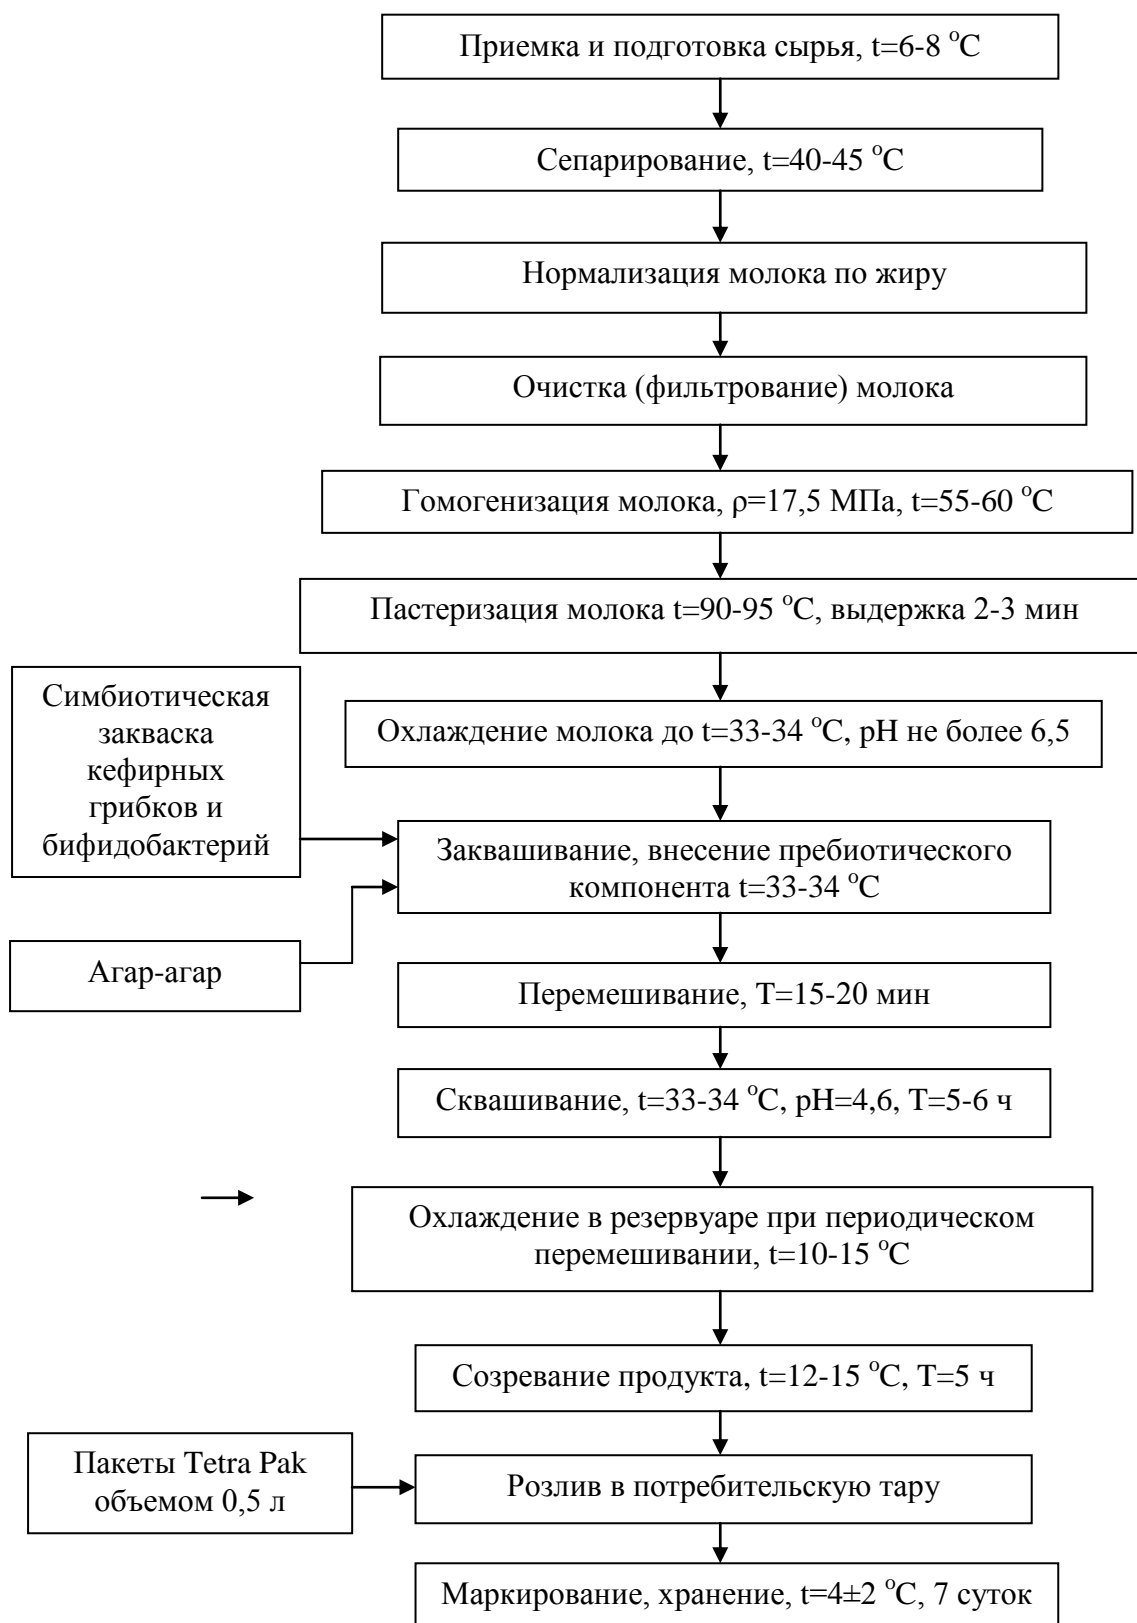 Приемка и подготовка сырья, t=6-8 °С
Сепарирование, t=40-45 °С
Нормализация молока по жиру
Очистка (фильтрование) молока
Гомогенизация молока, ρ=17,5 МПа, t=55-60 °С
Пастеризация молока t=90-95 °С, выдержка 2-3 мин
Симбиотическая
закваска
кефирных
грибков и
бифидобактерий
Охлаждение молока до t=33-34 °С, рН не более 6,5
Заквашивание, внесение пребиотического
компонента t=33-34 °С
Агар-агар
Перемешивание, Т=15-20 мин
Сквашивание, t=33-34 °С, рН=4,6, Т=5-6 ч
Охлаждение в резервуаре при периодическом
перемешивании, t=10-15 °С
Созревание продукта, t=12-15 °С, Т=5 ч
Пакеты Tetra Pak
объемом 0,5 л
Розлив в потребительскую тару
Маркирование, хранение, t=4±2 °С, 7 суток